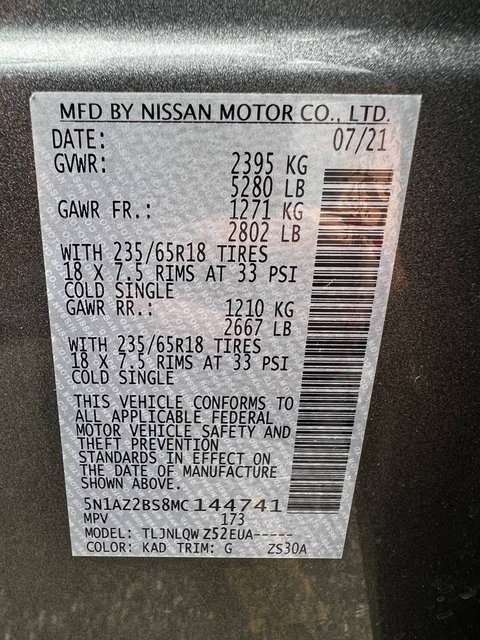 MFD BY NISSAN MOTOR CO., LTD.
DATE: 07/21
GVWR: 2395 KG
5280 LB
GAWR FR.: 1271 KG
2802 LB
WITH 235/65R18 TIRES
18 X 7.5 RIMS AT 33 PSI
COLD SINGLE
GAWR RR.: 1210 KG
2667 LB
WITH 235/65R18 TIRES
18 X 7.5 RIMS AT 33 PSI
COLD SINGLE
THIS VEHICLE CONFORMS TO
ALL APPLICABLE FEDERAL
MOTOR VEHICLE SAFETY AND
THEFT PREVENTION
STANDARDS IN EFFECT ON
THE DATE OF MANUFACTURE
SHOWN ABOVE.
5N1AZ2BS8MC144741
MPV 173
MODEL: TLJNLQW Z52EUA-----
COLOR: KAD TRIM: G ZS30A